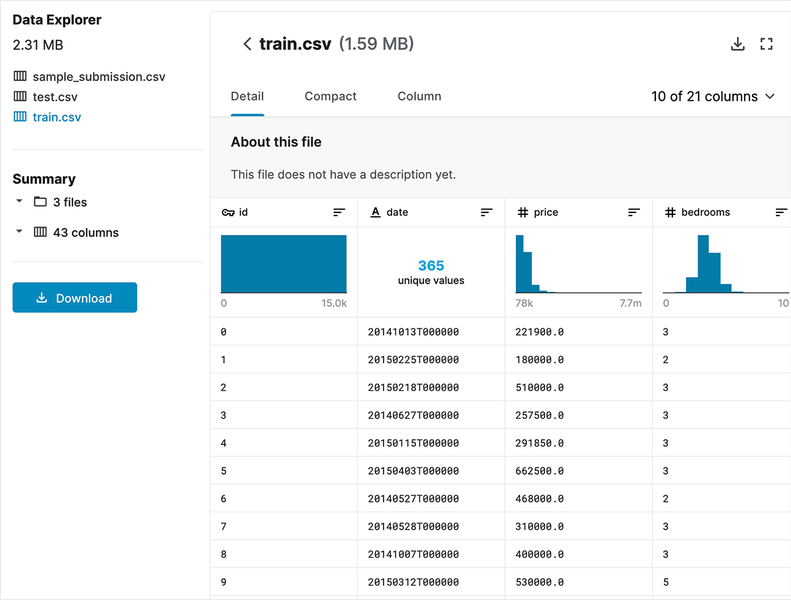 Data Explorer
2.31 MB
sample_submission.csv
test.csv
train.csv
Summary
3 files
43 columns
Download
train.csv (1.59 MB)
Detail Compact Column 10 of 21 columns
About this file
This file does not have a description yet.
id date price bedrooms
365
unique values
0 15.0k 78k 7.7m 0 10
0 20141013T000000 221900.0 3
1 20150225T000000 180000.0 2
2 20150218T000000 510000.0 3
3 20140627T000000 257500.0 3
4 20150115T000000 291850.0 3
5 20150403T000000 662500.0 3
6 20140527T000000 468000.0 2
7 20140528T000000 310000.0 3
8 20141007T000000 400000.0 3
9 20150312T000000 530000.0 5